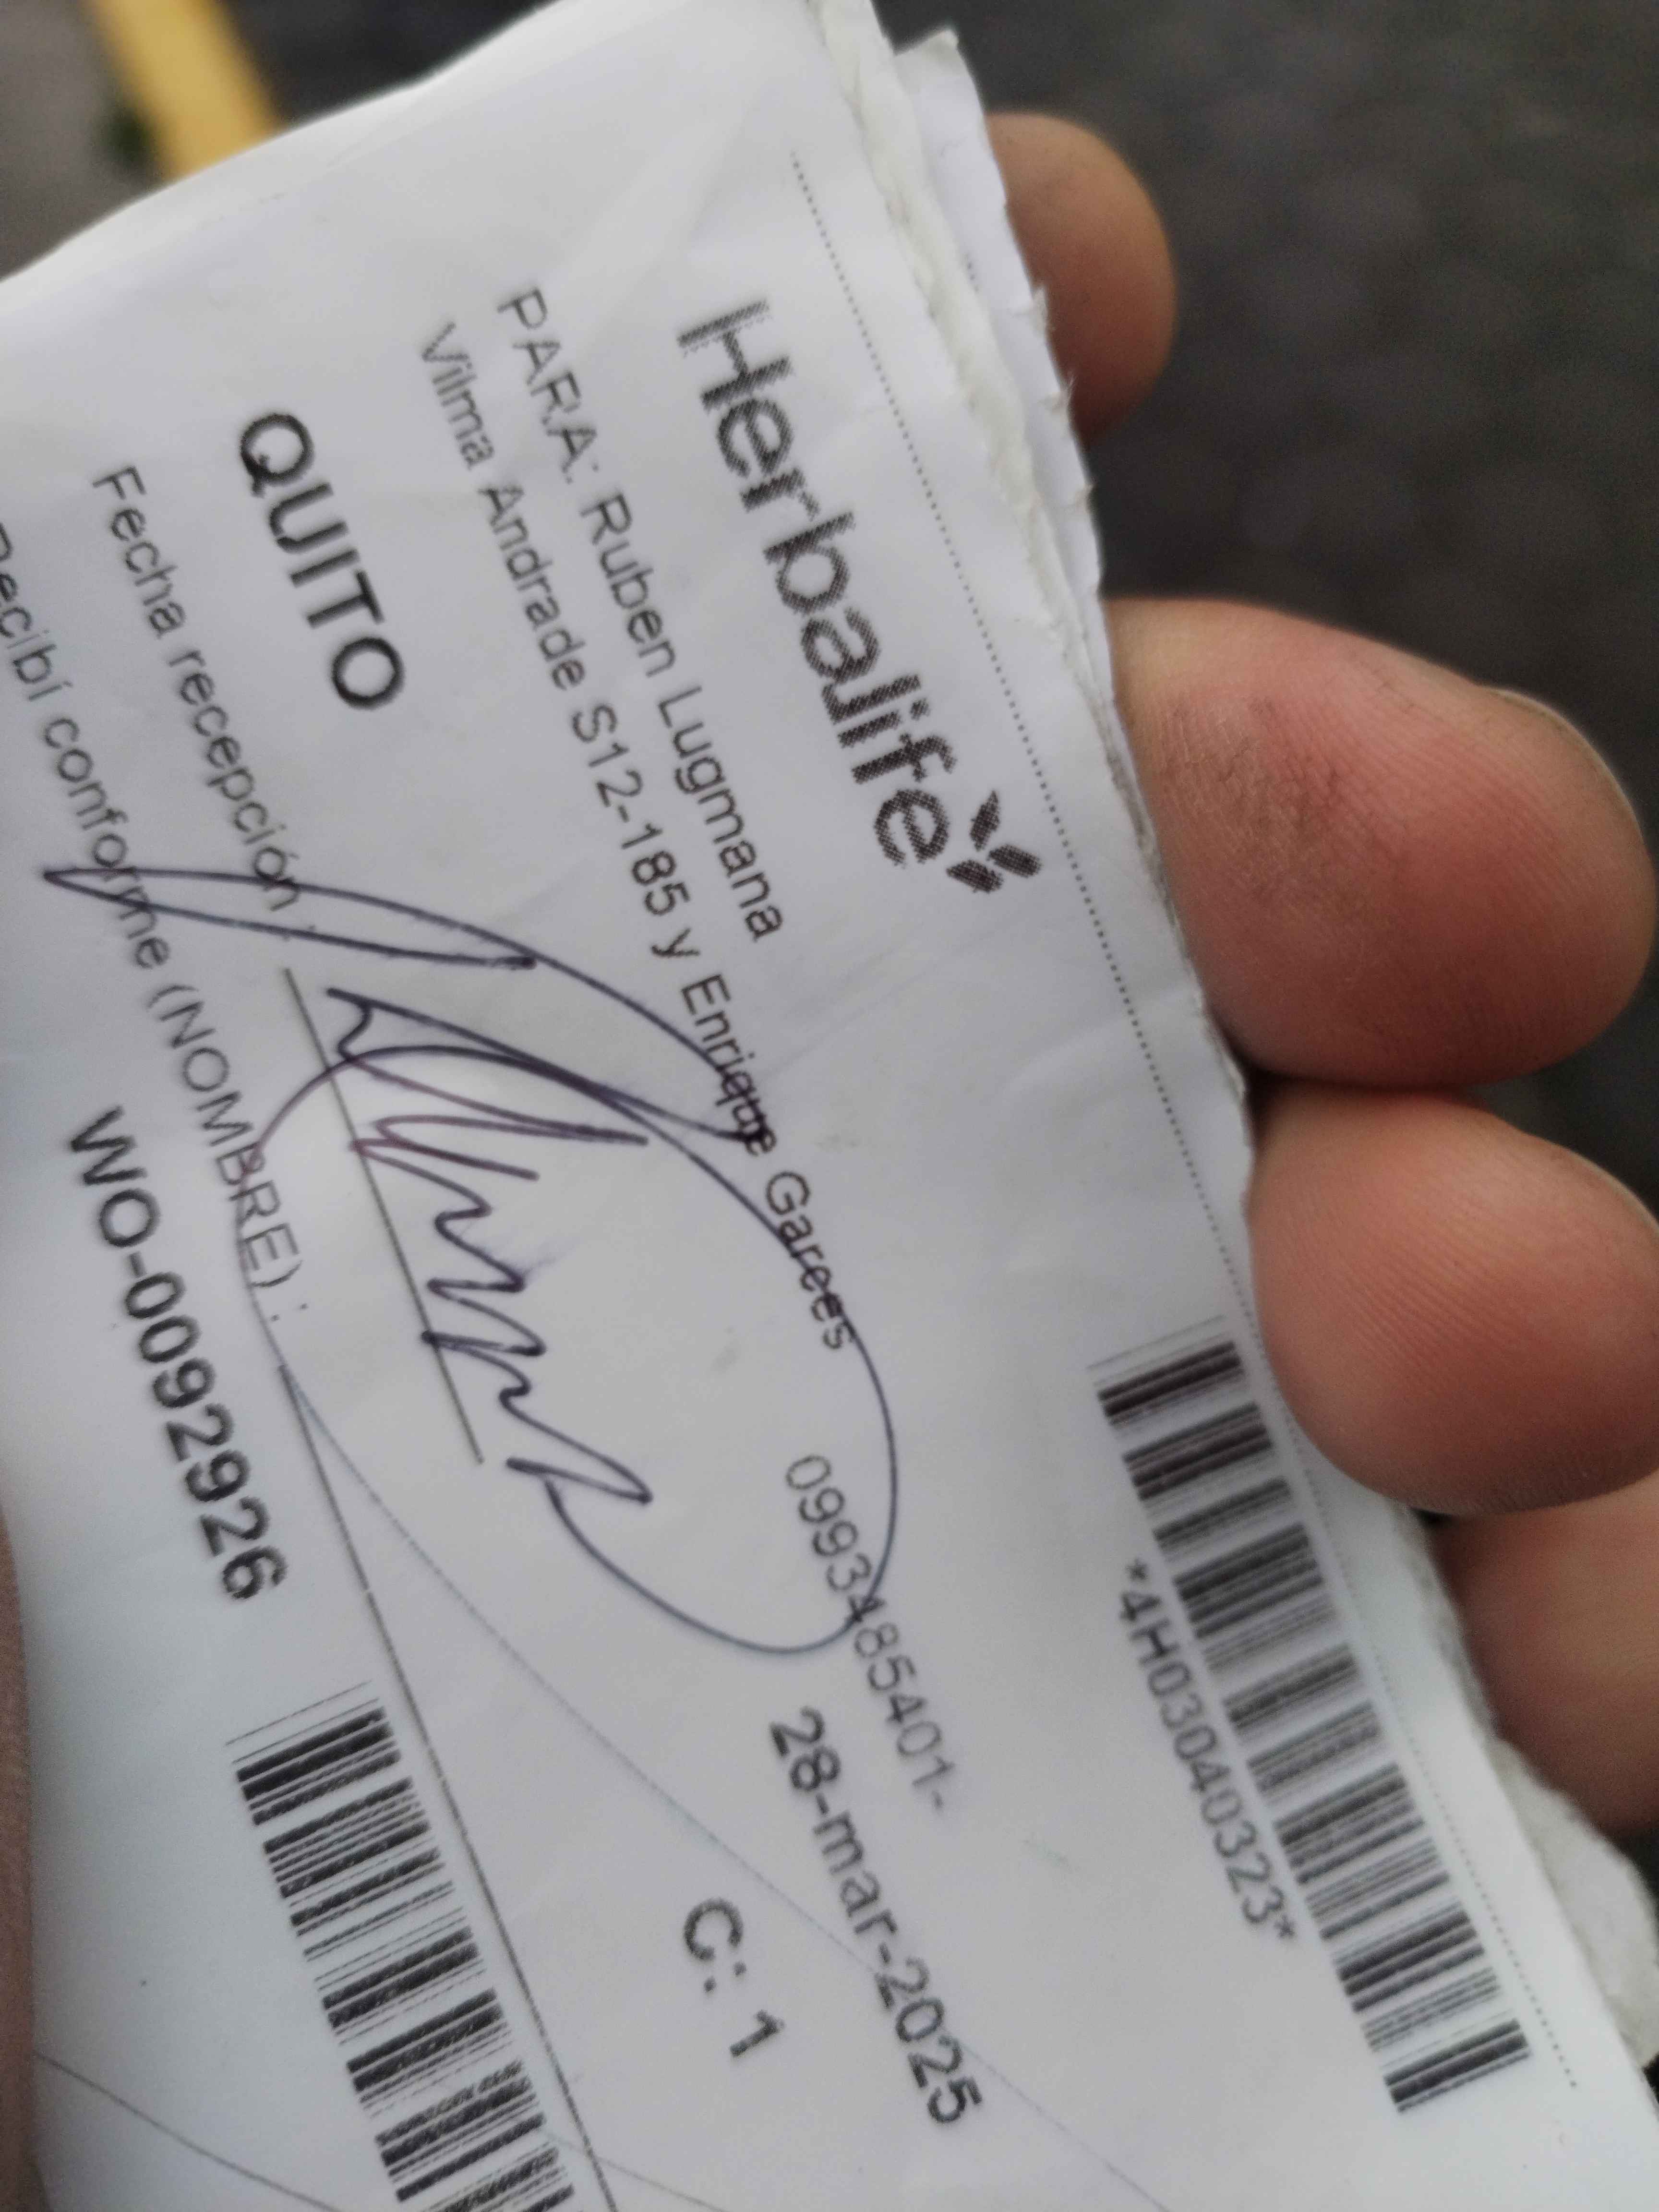 Herbalife
*4H03040323*
PARA: Ruben Lugmana
Vilma Andrade S12-185 y Enrique Garces
0993485401-
28-mar-2025
QUITO
C: 1
Fecha recepción :
Recibí conforme (NOMBRE) :
WO-0092926